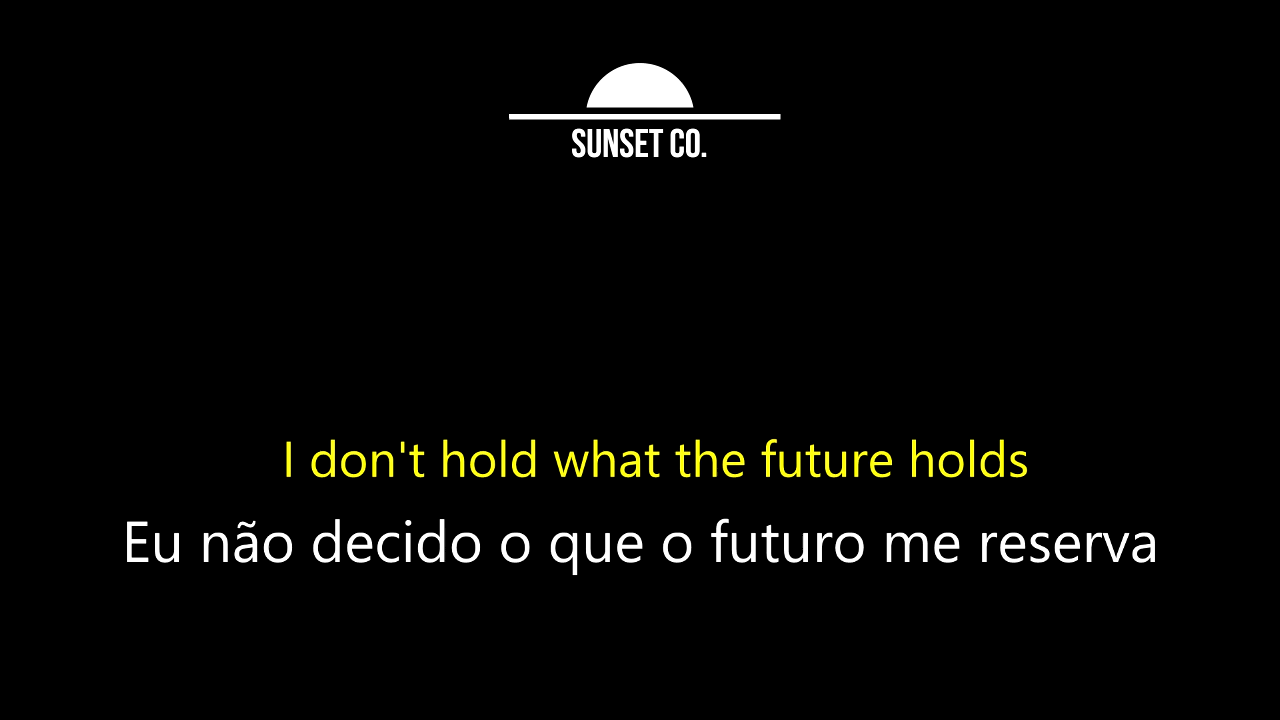 SUNSET CO.
I don't hold what the future holds
Eu não decido o que o futuro me reserva